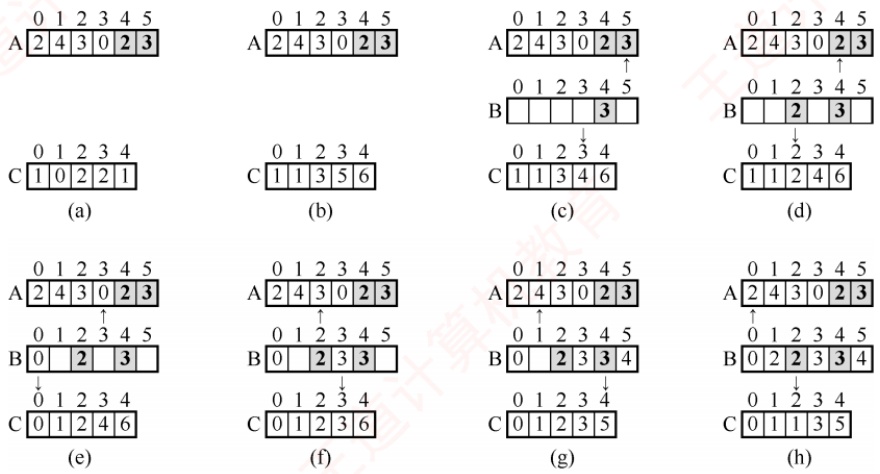 0 1 2 3 4 5
A 2 4 3 0 2 3
0 1 2 3 4
C 1 0 2 2 1
(a)
0 1 2 3 4 5
A 2 4 3 0 2 3
0 1 2 3 4
C 1 1 3 5 6
(b)
0 1 2 3 4 5
A 2 4 3 0 2 3
0 1 2 3 4 5
B 3
0 1 2 3 4
C 1 1 3 4 6
(c)
0 1 2 3 4 5
A 2 4 3 0 2 3
0 1 2 3 4 5
B 2 3
0 1 2 3 4
C 1 1 2 4 6
(d)
0 1 2 3 4 5
A 2 4 3 0 2 3
0 1 2 3 4 5
B 0 2 3
0 1 2 3 4
C 0 1 2 4 6
(e)
0 1 2 3 4 5
A 2 4 3 0 2 3
0 1 2 3 4 5
B 0 2 3 3
0 1 2 3 4
C 0 1 2 3 6
(f)
0 1 2 3 4 5
A 2 4 3 0 2 3
0 1 2 3 4 5
B 0 2 3 3 4
0 1 2 3 4
C 0 1 2 3 5
(g)
0 1 2 3 4 5
A 2 4 3 0 2 3
0 1 2 3 4 5
B 0 2 2 3 3 4
0 1 2 3 4
C 0 1 1 3 5
(h)
王道计算机教育